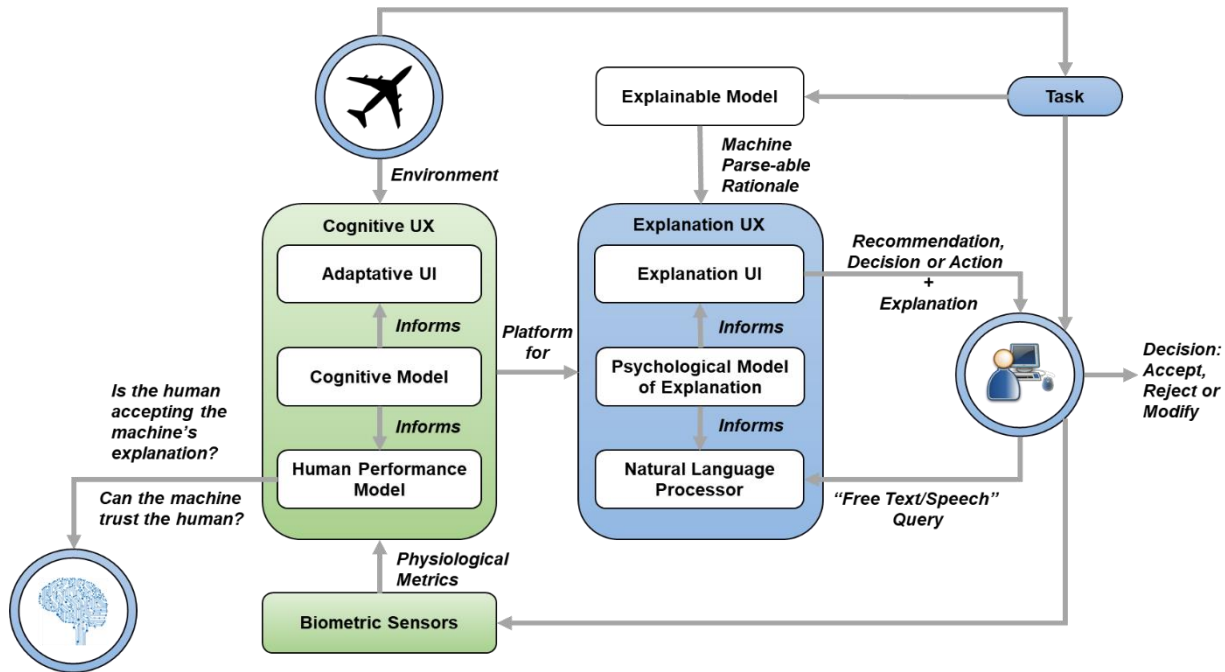 Explainable Model
Task
Machine
Parse-able
Rationale
Environment
Cognitive UX
Adaptative UI
Informs
Cognitive Model
Informs
Human Performance
Model
Platform
for
Explanation UX
Explanation UI
Informs
Psychological Model
of Explanation
Informs
Natural Language
Processor
Recommendation,
Decision or Action
+
Explanation
Decision:
Accept,
Reject or
Modify
“Free Text/Speech”
Query
Is the human
accepting the
machine’s
explanation?
Can the machine
trust the human?
Physiological
Metrics
Biometric Sensors